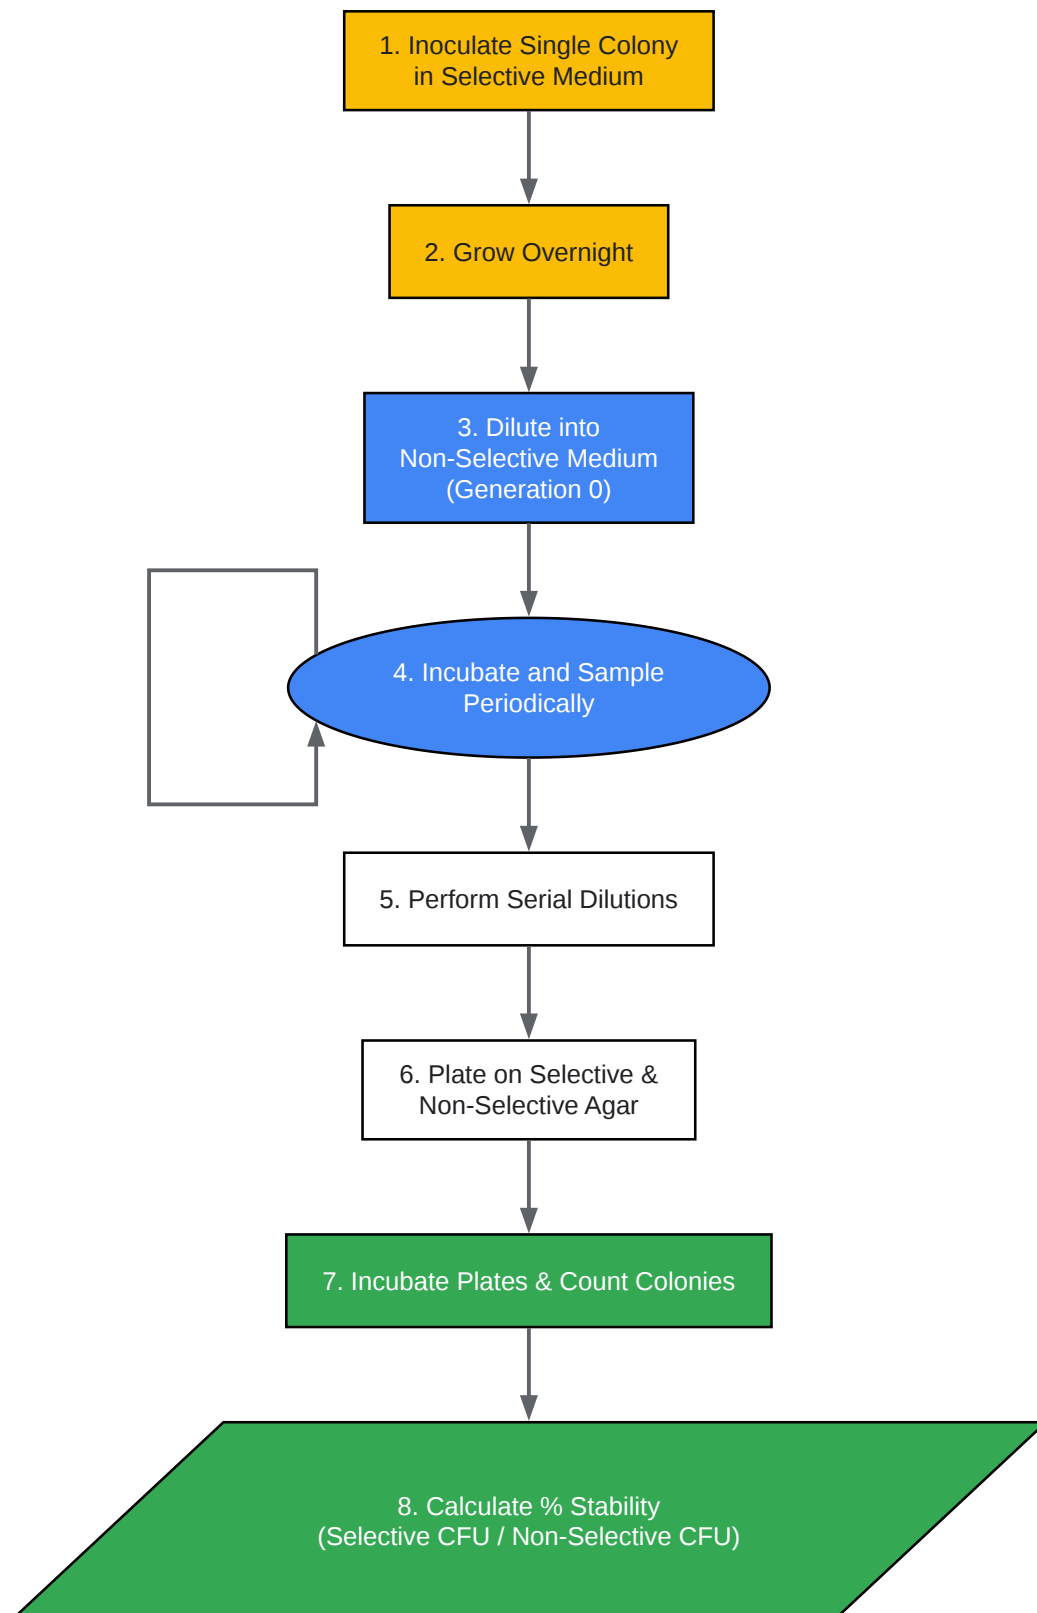 1. Inoculate Single Colony
in Selective Medium
2. Grow Overnight
3. Dilute into
Non-Selective Medium
(Generation 0)
4. Incubate and Sample
Periodically
5. Perform Serial Dilutions
6. Plate on Selective &
Non-Selective Agar
7. Incubate Plates & Count Colonies
8. Calculate % Stability
(Selective CFU / Non-Selective CFU)